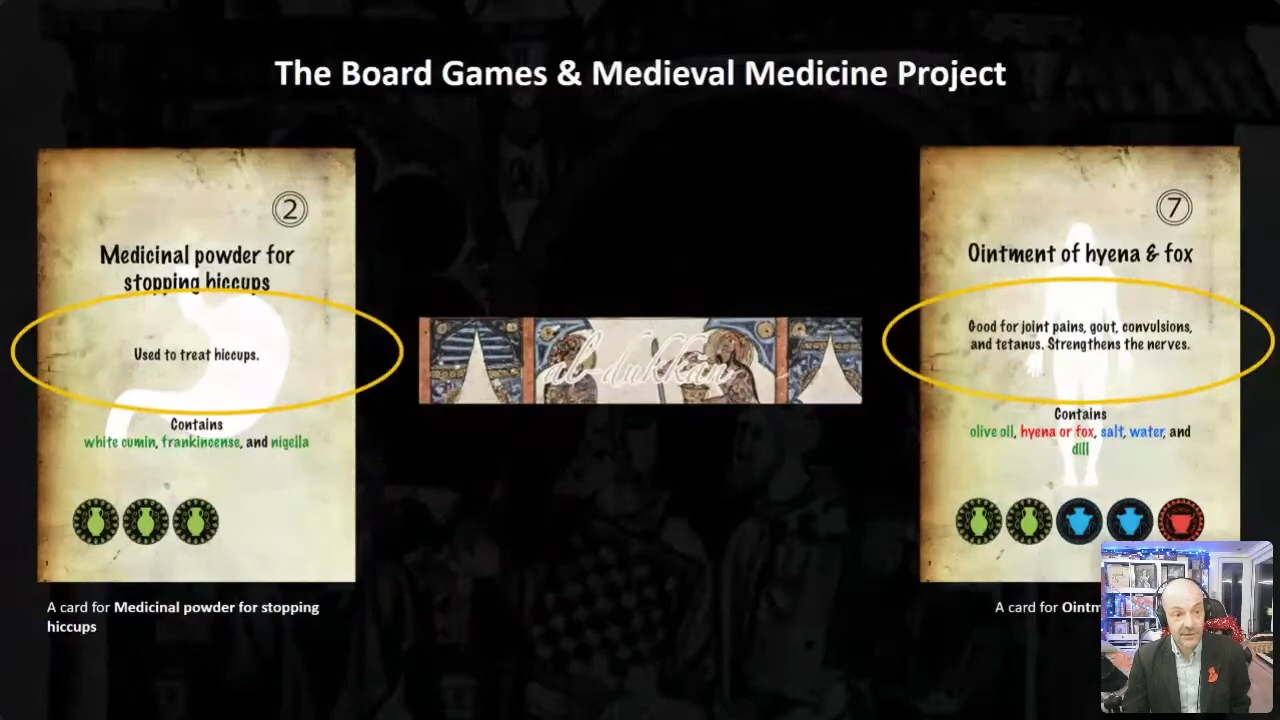 The Board Games & Medieval Medicine Project
2
Medicinal powder for
stopping hiccups
Used to treat hiccups.
Contains
white cumin, frankincense, and nigella
A card for Medicinal powder for stopping
hiccups
al-dukkān
7
Ointment of hyena & fox
Good for joint pains, gout, convulsions,
and tetanus. Strengthens the nerves.
Contains
olive oil, hyena or fox, salt, water, and
dill
A card for Ointm